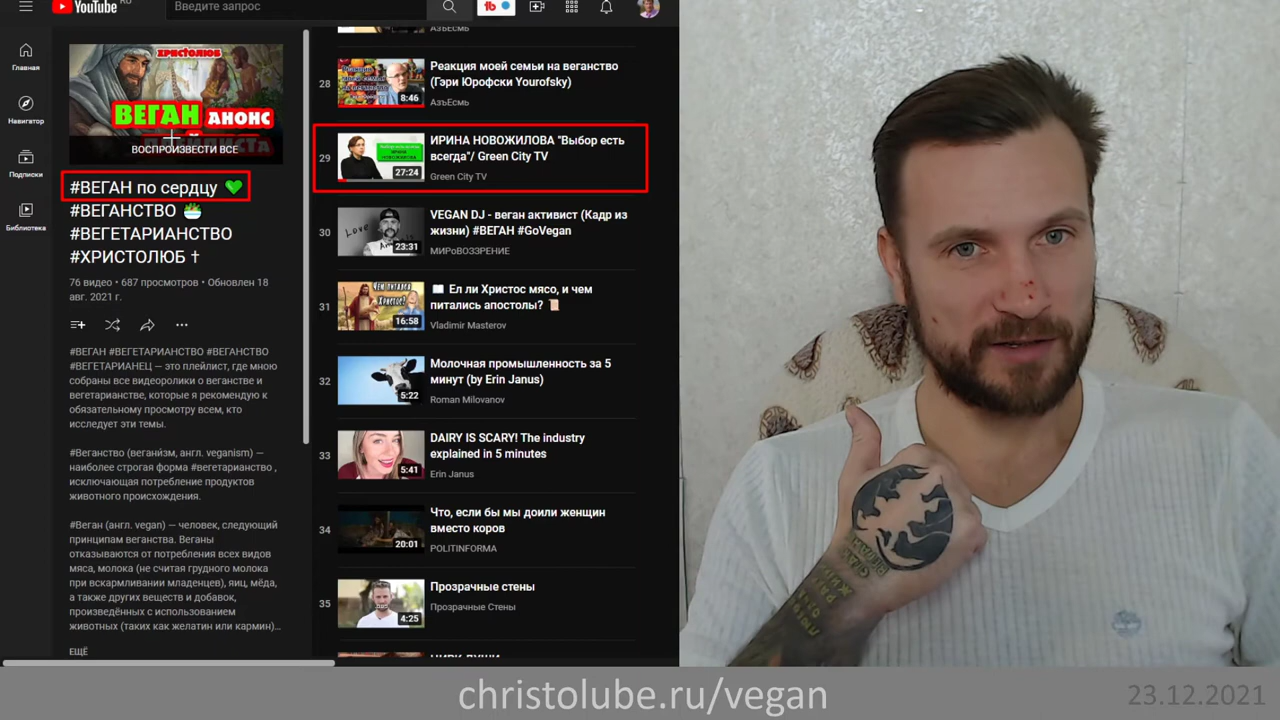 YouTube
RU
Введите запрос
Главная
Навигатор
Подписки
Библиотека
ХРИСТОЛЮБ
ВЕГАН АНОНС
ВОСПРОИЗВЕСТИ ВСЕ
#ВЕГАН по сердцу 💚
#ВЕГАНСТВО 🥗
#ВЕГЕТАРИАНСТВО
#ХРИСТОЛЮБ †
76 видео • 687 просмотров • Обновлен 18
авг. 2021 г.
#ВЕГАН #ВЕГЕТАРИАНСТВО #ВЕГАНСТВО
#ВЕГЕТАРИАНЕЦ — это плейлист, где мною
собраны все видеоролики о веганстве и
вегетарианстве, которые я рекомендую к
обязательному просмотру всем, кто
исследует эти темы.
#Веганство (вегани́зм, англ. veganism) —
наиболее строгая форма #вегетарианство ,
исключающая потребление продуктов
животного происхождения.
#Веган (англ. vegan) — человек, следующий
принципам веганства. Веганы
отказываются от потребления всех видов
мяса, молока (не считая грудного молока
при вскармливании младенцев), яиц, мёда,
а также других веществ и добавок,
произведённых с использованием
животных (таких как желатин или кармин)...
ЕЩЁ
АзЪЕсмь
28
Реакция моей семьи на веганство
(Гэри Юрофски Yourofsky)
АзЪЕсмь
8:46
29
ИРИНА НОВОЖИЛОВА "Выбор есть
всегда"/ Green City TV
Green City TV
27:24
30
VEGAN DJ - веган активист (Кадр из
жизни) #ВЕГАН #GoVegan
МИРоВОЗЗРЕНИЕ
Love
23:31
31
📖 Ел ли Христос мясо, и чем
питались апостолы? 📜
Vladimir Masterov
16:58
32
Молочная промышленность за 5
минут (by Erin Janus)
Roman Milovanov
5:22
33
DAIRY IS SCARY! The industry
explained in 5 minutes
Erin Janus
5:41
34
Что, если бы мы доили женщин
вместо коров
POLITINFORMA
20:01
35
Прозрачные стены
Прозрачные Стены
4:25
christolube.ru/vegan
23.12.2021